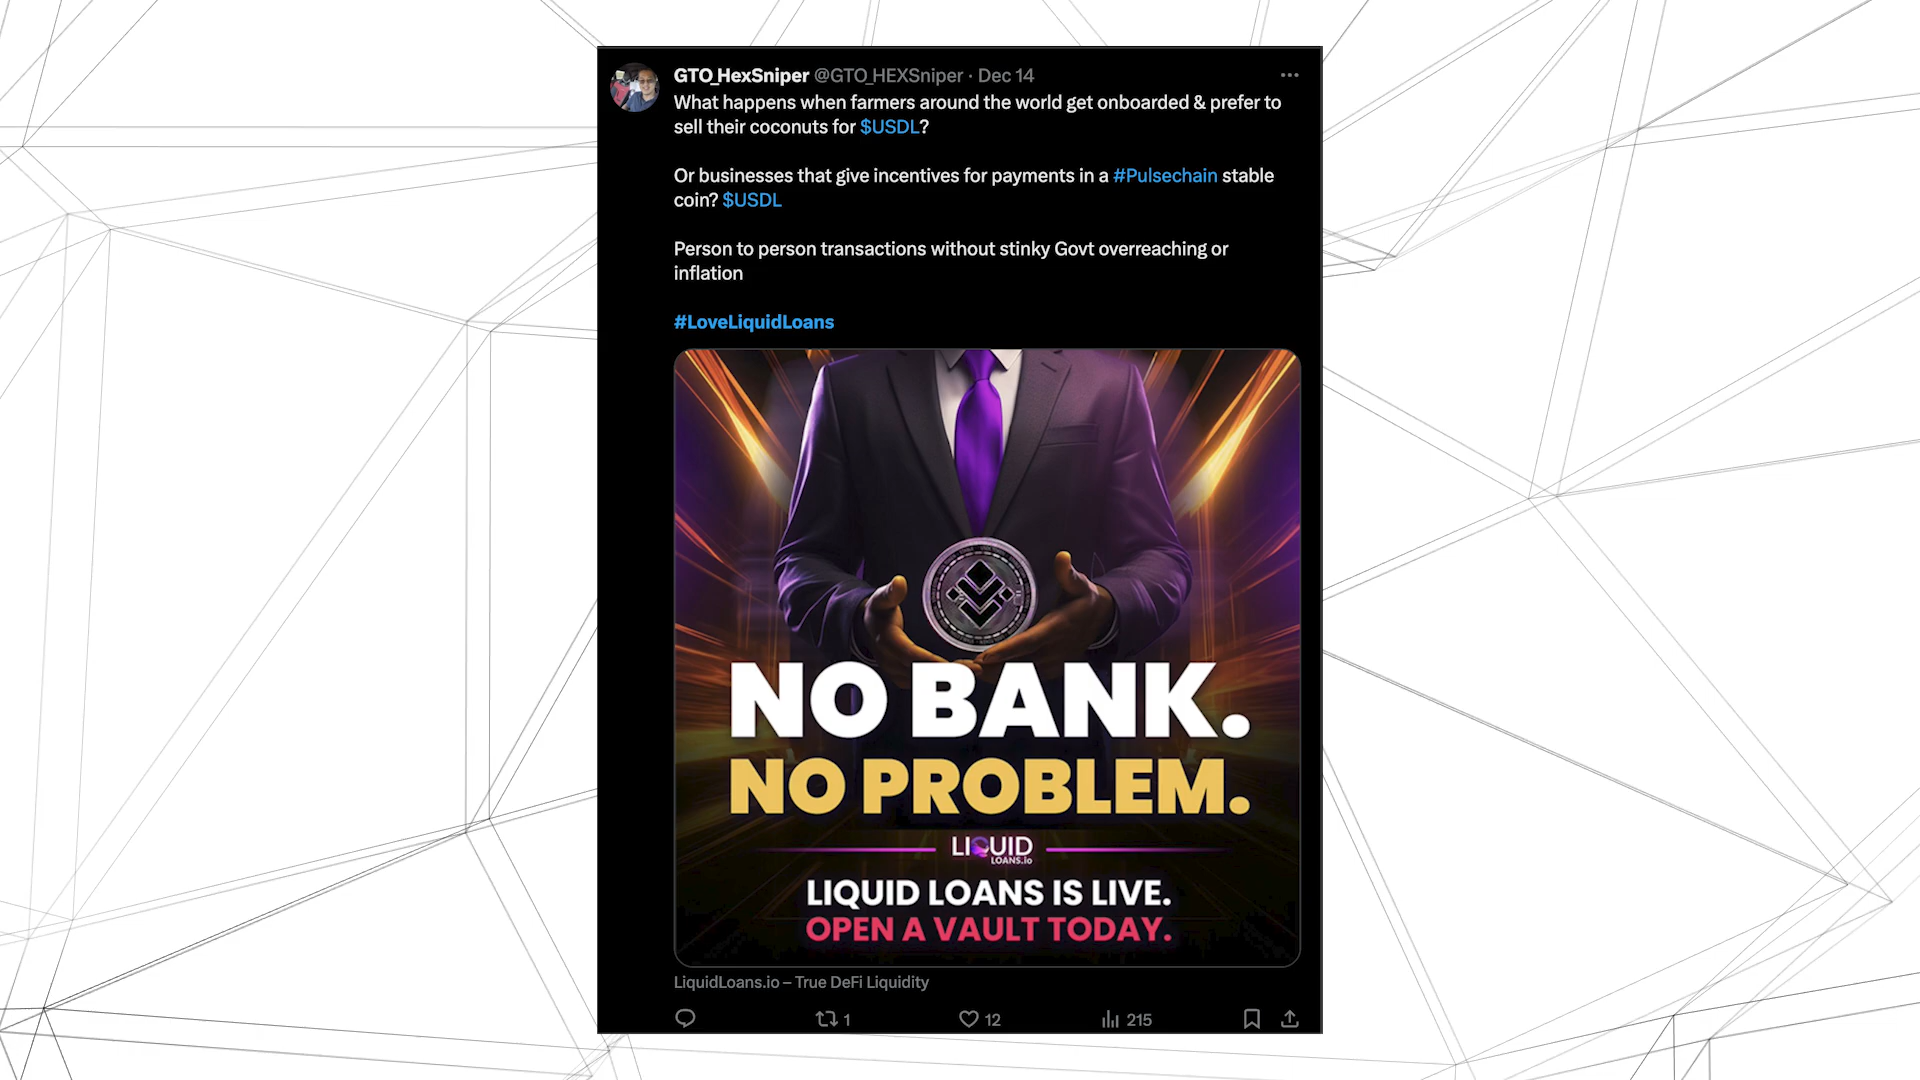 GTO_HexSniper @GTO_HEXSniper · Dec 14
What happens when farmers around the world get onboarded & prefer to
sell their coconuts for $USDL?
Or businesses that give incentives for payments in a #Pulsechain stable
coin? $USDL
Person to person transactions without stinky Govt overreaching or
inflation
#LoveLiquidLoans
NO BANK.
NO PROBLEM.
LIQUID
LOANS.io
LIQUID LOANS IS LIVE.
OPEN A VAULT TODAY.
LiquidLoans.io – True DeFi Liquidity
1 12 215